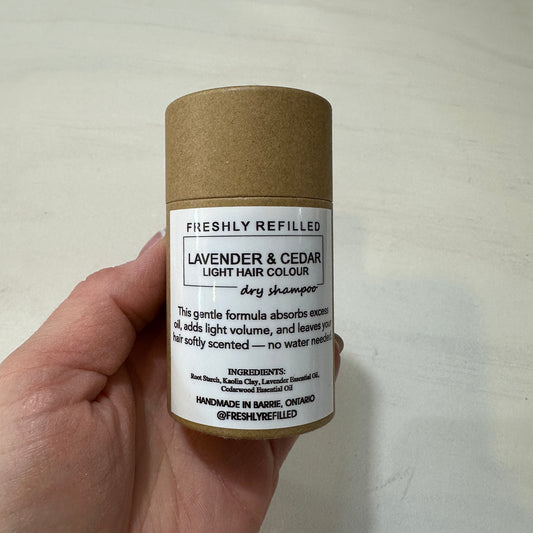 FRESHLY REFILLED
LAVENDER & CEDAR
LIGHT HAIR COLOUR
dry shampoo
This gentle formula absorbs excess
oil, adds light volume, and leaves your
hair softly scented — no water needed.
INGREDIENTS:
Root Starch, Kaolin Clay, Lavender Essential Oil,
Cedarwood Essential Oil
HANDMADE IN BARRIE, ONTARIO
@FRESHLYREFILLED